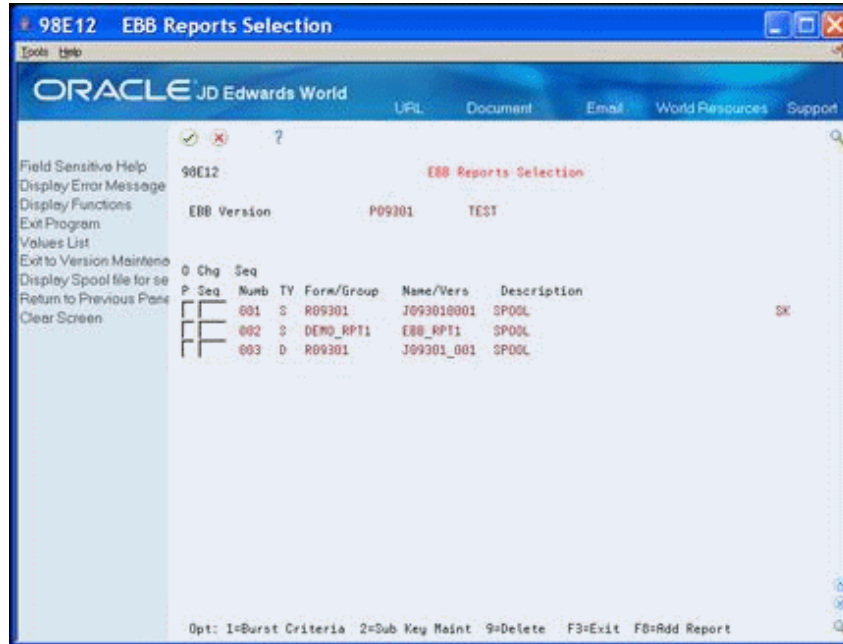 98E12 EBB Reports Selection
Tools Help
ORACLE JD Edwards World
URL Document Email World Resources Support
?
Field Sensitive Help
Display Error Message
Display Functions
Exit Program
Values List
Exit to Version Maintena
Display Spool file for se
Return to Previous Pane
Clear Screen
98E12 EBB Reports Selection
EBB Version P09301 TEST
O Chg Seq
P Seq Numb TY Form/Group Name/Vers Description
001 S R09301 J093010001 SPOOL SK
002 S DEMO_RPT1 EBB_RPT1 SPOOL
003 D R09301 J09301_001 SPOOL
Opt: 1=Burst Criteria 2=Sub Key Maint 9=Delete F3=Exit F8=Add Report